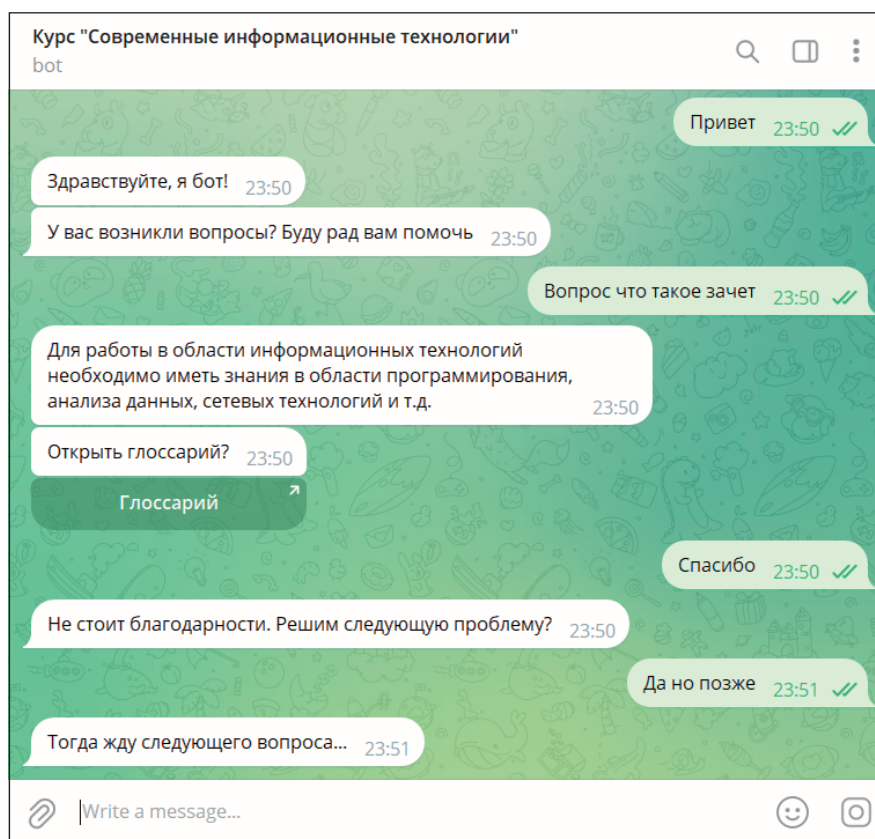 Курс "Современные информационные технологии"
bot
Привет 23:50
Здравствуйте, я бот! 23:50
У вас возникли вопросы? Буду рад вам помочь 23:50
Вопрос что такое зачет 23:50
Для работы в области информационных технологий
необходимо иметь знания в области программирования,
анализа данных, сетевых технологий и т.д. 23:50
Открыть глоссарий? 23:50
Глоссарий
Спасибо 23:50
Не стоит благодарности. Решим следующую проблему? 23:50
Да но позже 23:51
Тогда жду следующего вопроса... 23:51
Write a message...